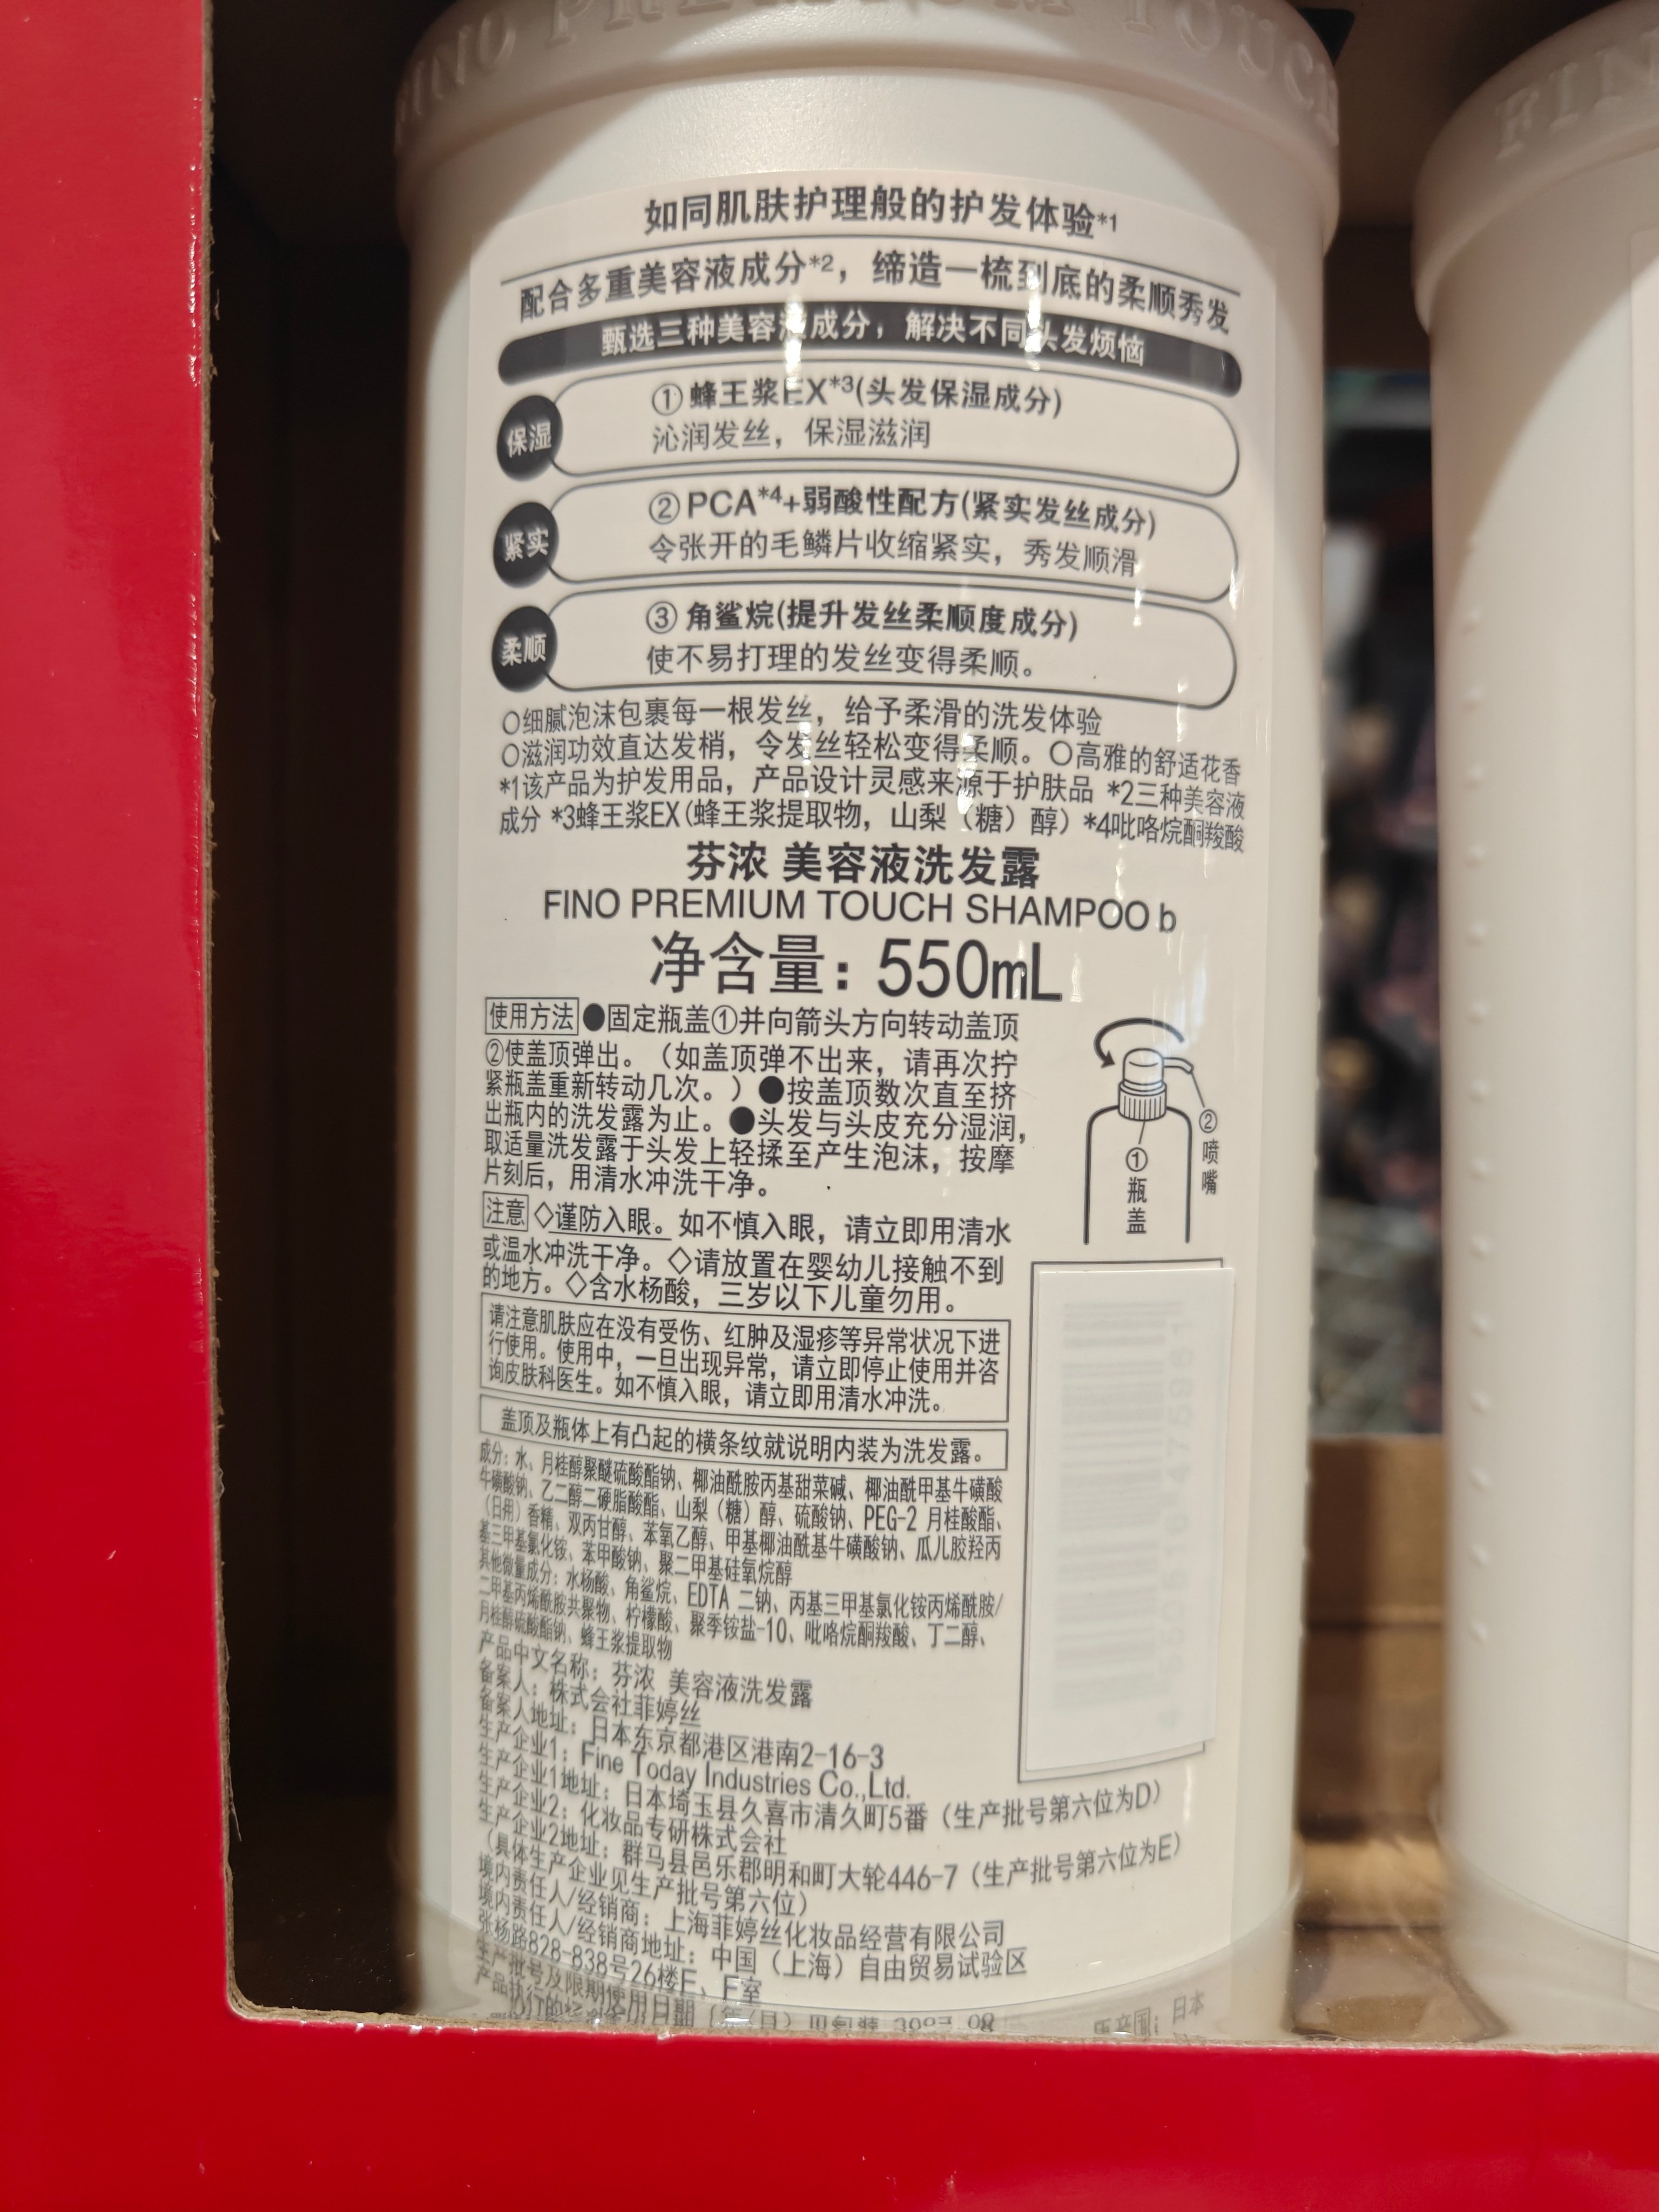 FINO PREMIUM TOUCH
FIN
如同肌肤护理般的护发体验*1
配合多重美容液成分*2，缔造一梳到底的柔顺秀发
甄选三种美容液成分，解决不同头发烦恼
保湿
①蜂王浆EX*3(头发保湿成分)
沁润发丝，保湿滋润
紧实
②PCA*4+弱酸性配方(紧实发丝成分)
令张开的毛鳞片收缩紧实，秀发顺滑
柔顺
③角鲨烷(提升发丝柔顺度成分)
使不易打理的发丝变得柔顺。
○细腻泡沫包裹每一根发丝，给予柔滑的洗发体验
○滋润功效直达发梢，令发丝轻松变得柔顺。○高雅的舒适花香
*1该产品为护发用品，产品设计灵感来源于护肤品 *2三种美容液
成分 *3蜂王浆EX(蜂王浆提取物，山梨（糖）醇）*4吡咯烷酮羧酸
芬浓 美容液洗发露
FINO PREMIUM TOUCH SHAMPOO b
净含量：550mL
使用方法 ●固定瓶盖①并向箭头方向转动盖顶
②使盖顶弹出。（如盖顶弹不出来，请再次拧
紧瓶盖重新转动几次。）●按盖顶数次直至挤
出瓶内的洗发露为止。●头发与头皮充分湿润，
取适量洗发露于头发上轻揉至产生泡沫，按摩
片刻后，用清水冲洗干净。
②喷嘴
①瓶盖
注意 ◇谨防入眼。如不慎入眼，请立即用清水
或温水冲洗干净。◇请放置在婴幼儿接触不到
的地方。◇含水杨酸，三岁以下儿童勿用。
请注意肌肤应在没有受伤、红肿及湿疹等异常状况下进
行使用。使用中，一旦出现异常，请立即停止使用并咨
询皮肤科医生。如不慎入眼，请立即用清水冲洗。
盖顶及瓶体上有凸起的横条纹就说明内装为洗发露。
成分：水、月桂醇聚醚硫酸酯钠、椰油酰胺丙基甜菜碱、椰油酰甲基牛磺酸
牛磺酸钠、乙二醇二硬脂酸酯、山梨（糖）醇、硫酸钠、PEG-2 月桂酸酯、
（日用）香精、双丙甘醇、苯氧乙醇、甲基椰油酰基牛磺酸钠、瓜儿胶羟丙
基三甲基氯化铵、苯甲酸钠、聚二甲基硅氧烷醇
其他微量成分：水杨酸、角鲨烷、EDTA 二钠、丙基三甲基氯化铵丙烯酰胺/
二甲基丙烯酰胺共聚物、柠檬酸、聚季铵盐-10、吡咯烷酮羧酸、丁二醇、
月桂醇硫酸酯钠、蜂王浆提取物
产品中文名称：芬浓 美容液洗发露
备案人：株式会社菲婷丝
备案人地址：日本东京都港区港南2-16-3
生产企业1：Fine Today Industries Co.,Ltd.
生产企业1地址：日本埼玉县久喜市清久町5番（生产批号第六位为D）
生产企业2：化妆品专研株式会社
生产企业2地址：群马县邑乐郡明和町大轮446-7（生产批号第六位为E）
（具体生产企业见生产批号第六位）
境内责任人/经销商：上海菲婷丝化妆品经营有限公司
境内责任人/经销商地址：中国（上海）自由贸易试验区
张杨路828-838号26楼E、F室
生产批号及限期使用日期
原产国：日本